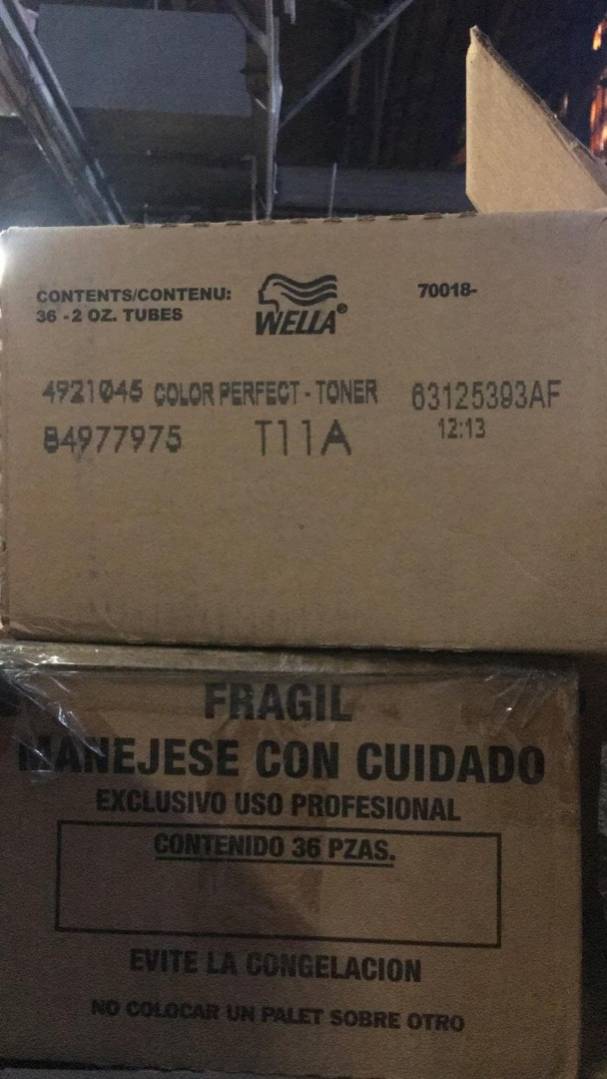 CONTENTS/CONTENU:
36 - 2 OZ. TUBES
WELLA®
70018-
4921045 COLOR PERFECT - TONER 63125393AF
84977975 T11A 12:13
FRAGIL
MANEJESE CON CUIDADO
EXCLUSIVO USO PROFESIONAL
CONTENIDO 36 PZAS.
EVITE LA CONGELACION
NO COLOCAR UN PALET SOBRE OTRO